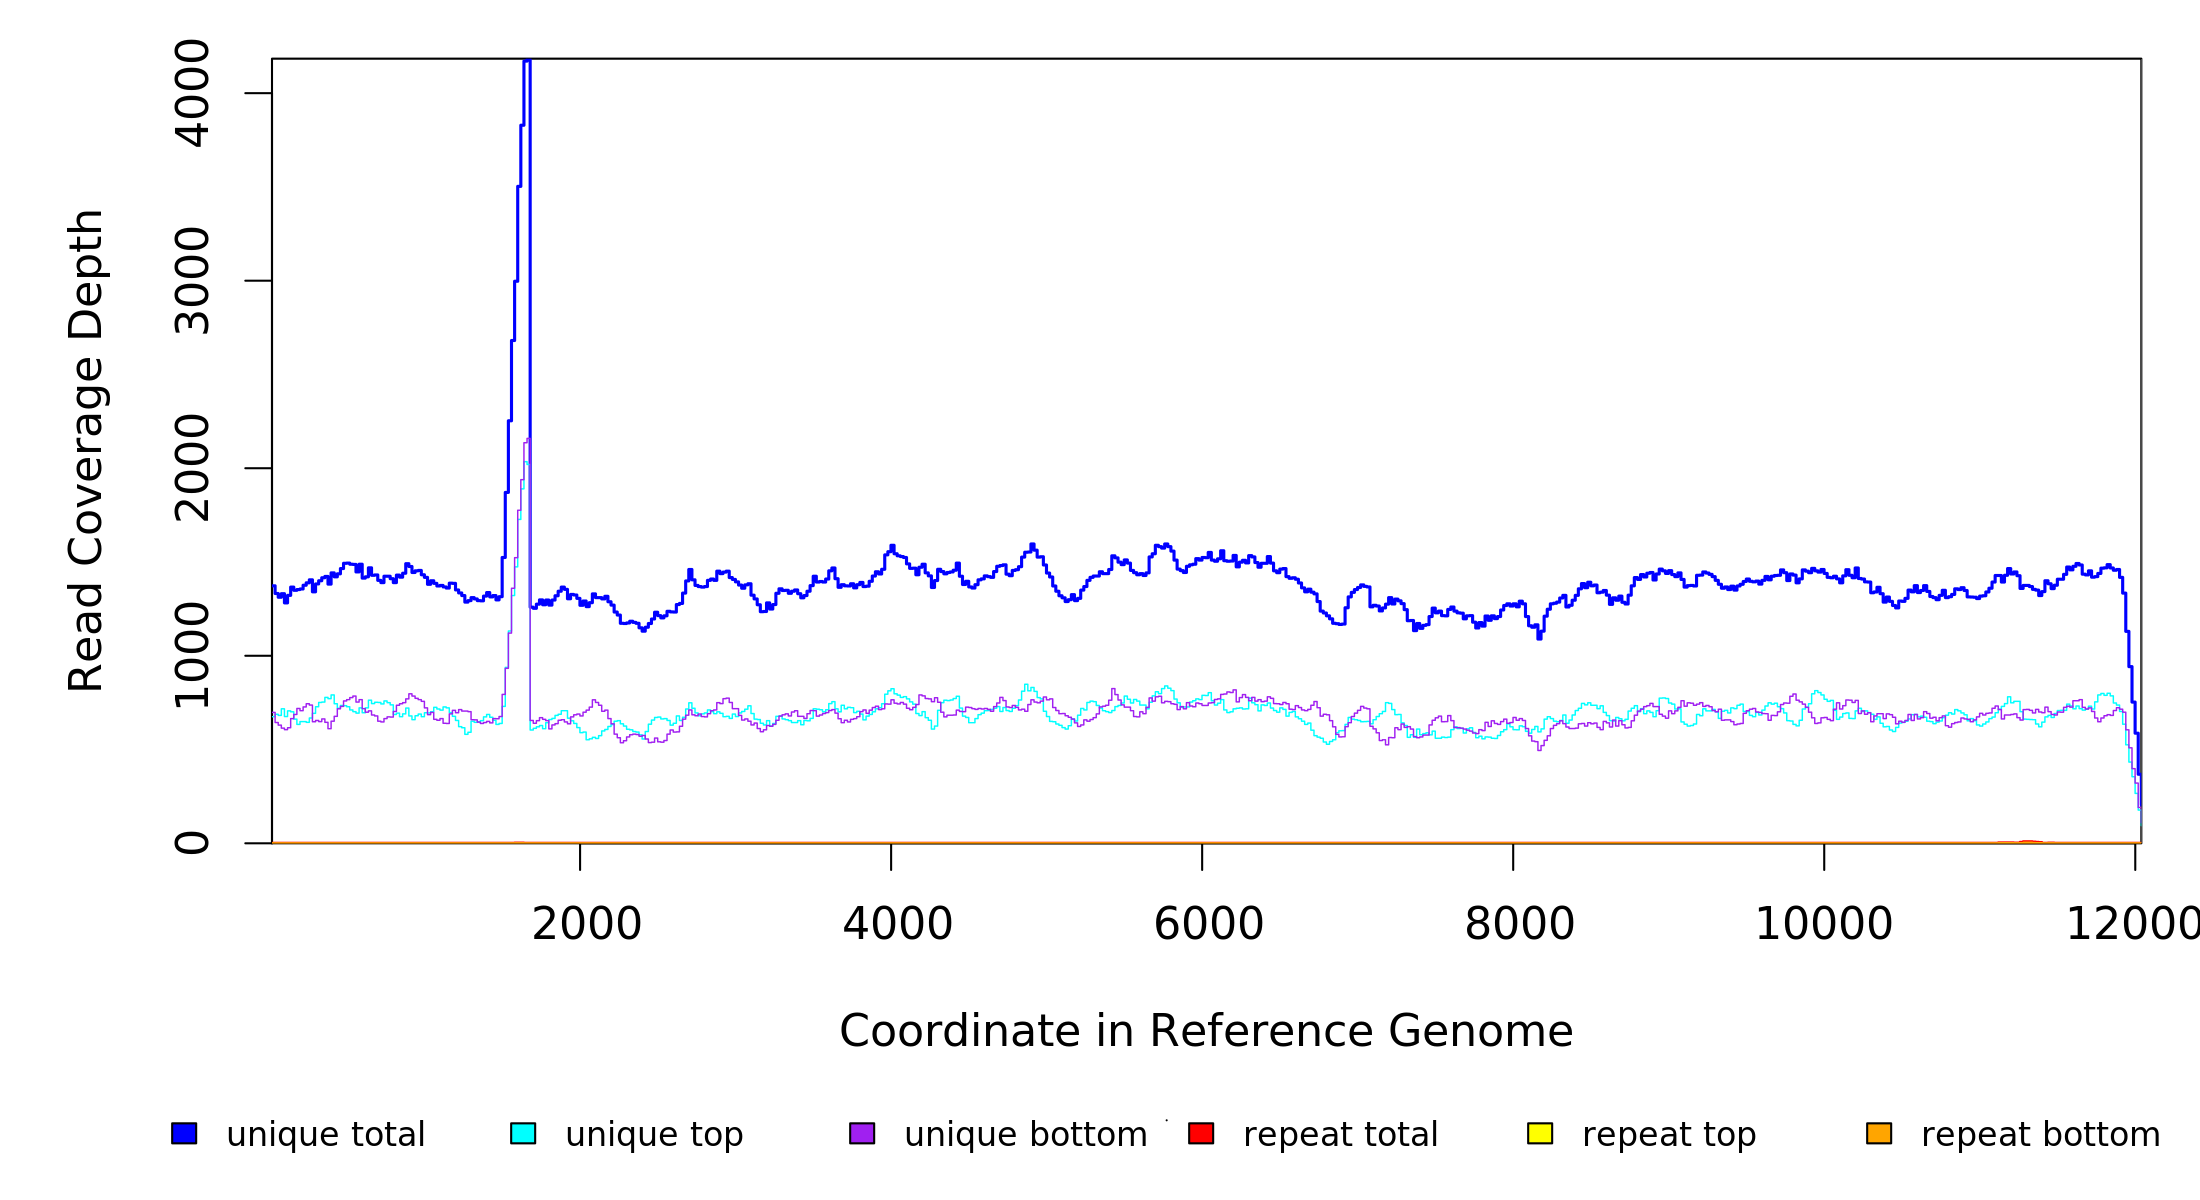 Read Coverage Depth
4000
3000
2000
1000
0
2000 4000 6000 8000 10000 12000
Coordinate in Reference Genome
unique total unique top unique bottom repeat total repeat top repeat bottom